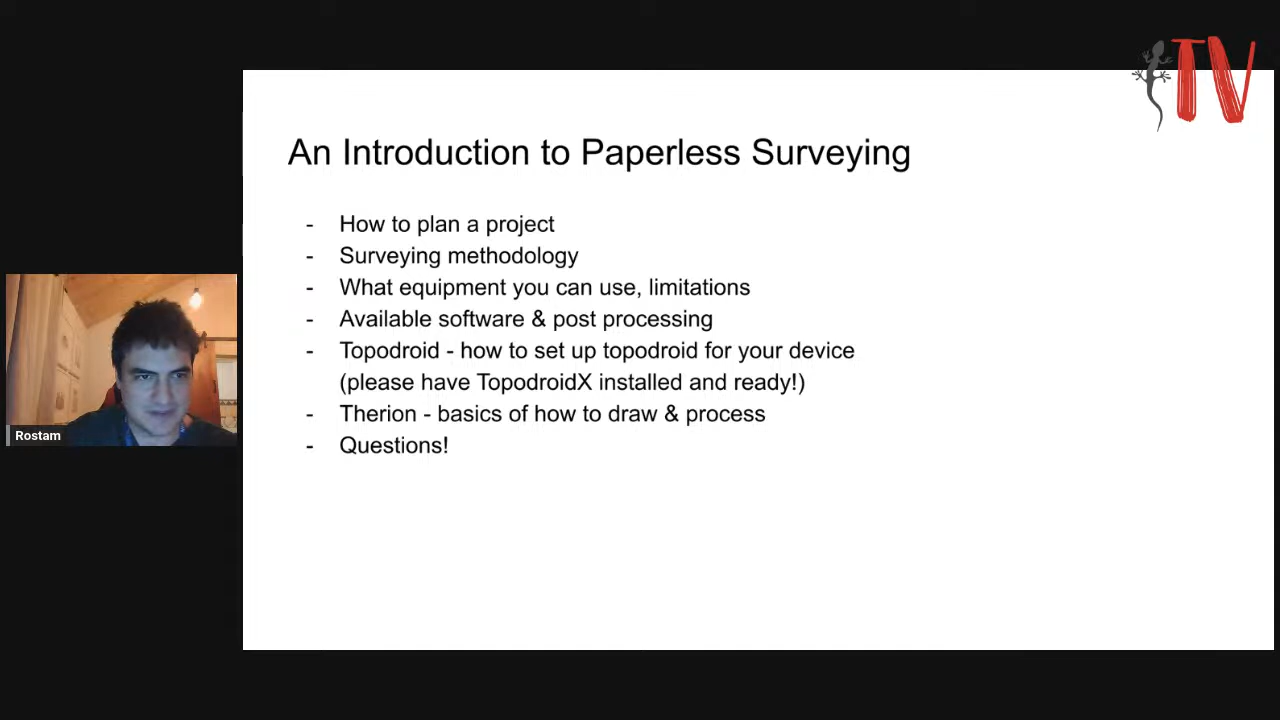 TV
An Introduction to Paperless Surveying
- How to plan a project
- Surveying methodology
- What equipment you can use, limitations
- Available software & post processing
- Topodroid - how to set up topodroid for your device
(please have TopodroidX installed and ready!)
- Therion - basics of how to draw & process
- Questions!
Rostam